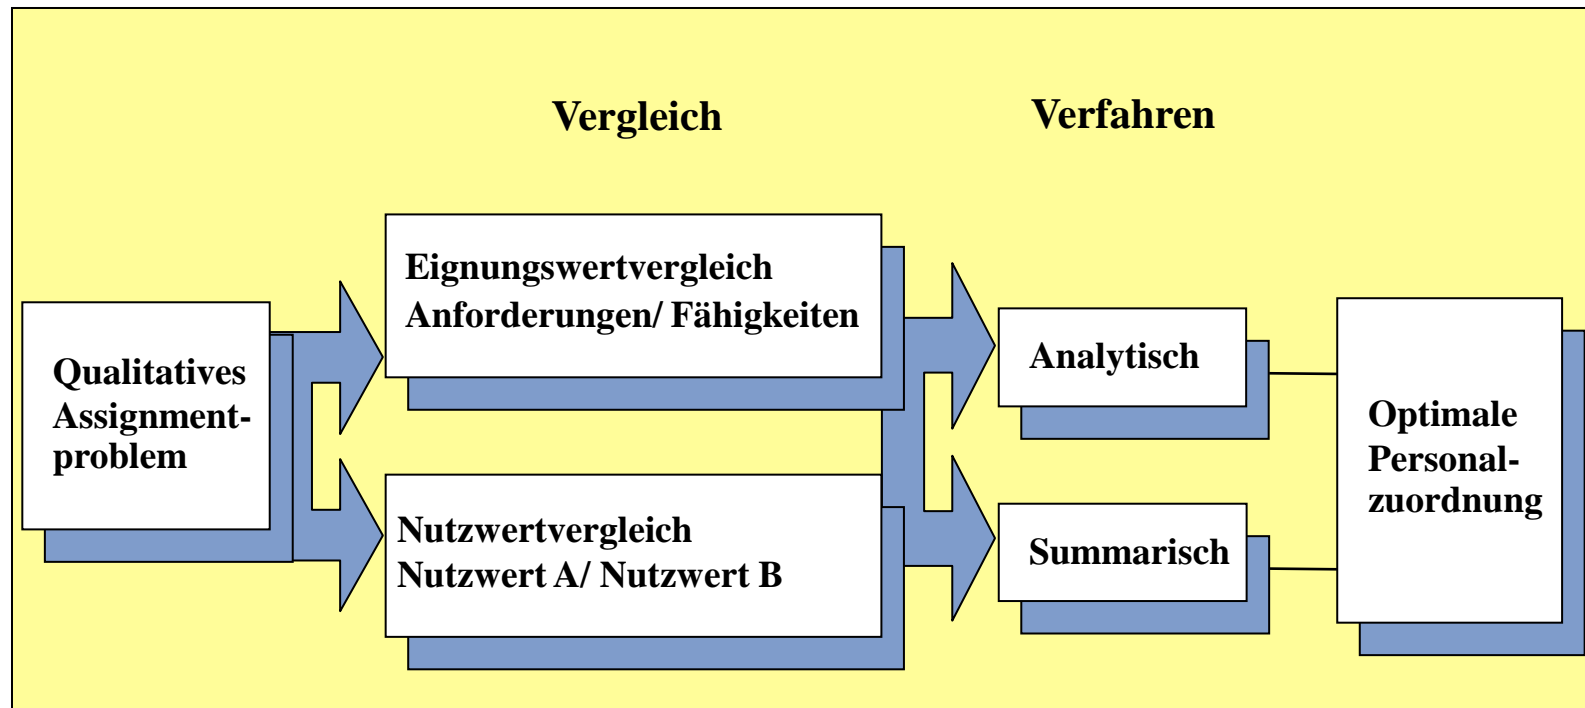 Vergleich
Verfahren
Eignungswertvergleich
Anforderungen/ Fähigkeiten
Qualitatives
Assignment-
problem
Nutzwertvergleich
Nutzwert A/ Nutzwert B
Analytisch
Summarisch
Optimale
Personal-
zuordnung